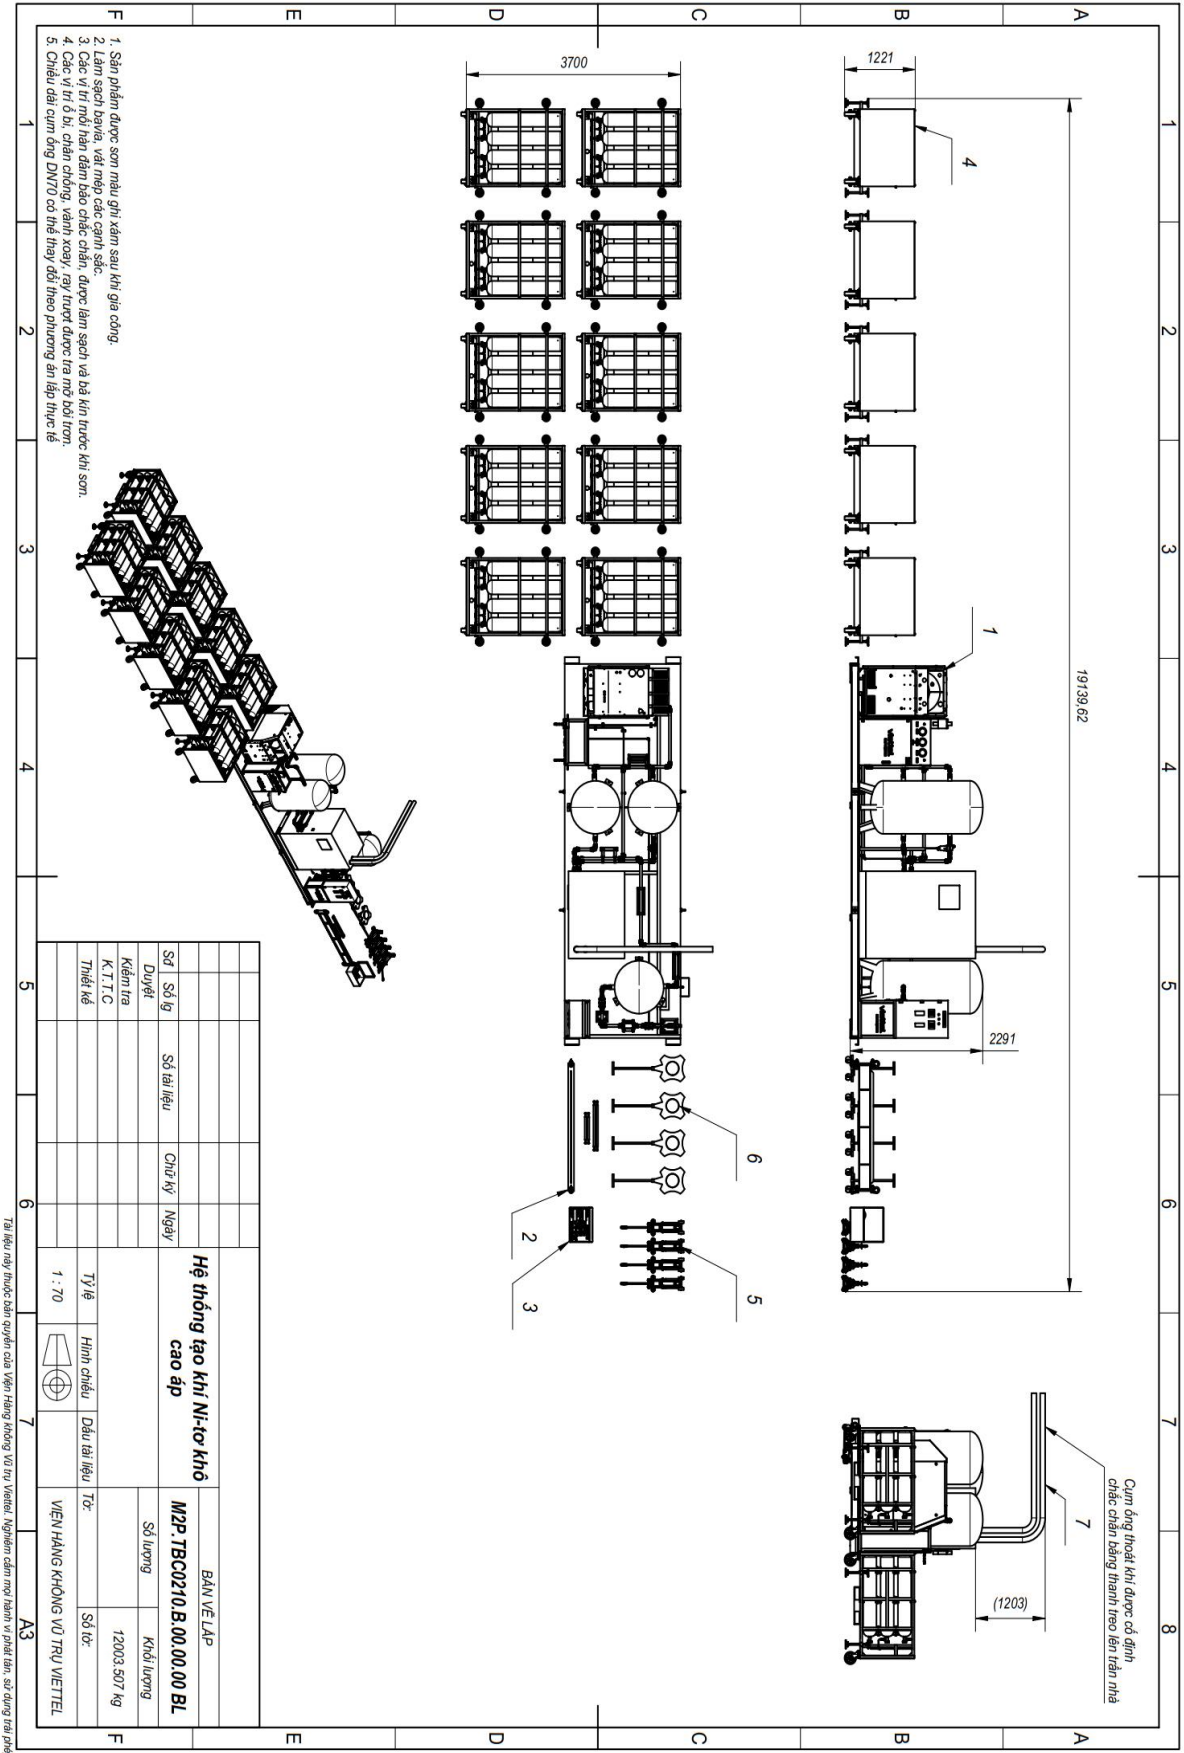 1
2
3
4
5
6
7
8
A
A
B
B
C
C
D
D
E
E
F
F
19139,62
1221
4
1
2291
Cụm ống thoát khí được cố định
chắc chắn bằng thanh treo lên trần nhà
7
(1203)
3700
6
2
3
5
1. Sản phẩm được sơn màu ghi xám sau khi gia công.
2. Làm sạch bavia, vát mép các cạnh sắc.
3. Các vị trí mối hàn đảm bảo chắc chắn, được làm sạch và bả kín trước khi sơn.
4. Các vị trí ổ bi, chân chống, vành xoay, ray trượt được tra mỡ bôi trơn.
5. Chiều dài cụm ống DN70 có thể thay đổi theo phương án lắp thực tế
Sđ Số lg Số tài liệu Chữ ký Ngày
Duyệt
Kiểm tra
K.T.T.C
Thiết kế
Hệ thống tạo khí Ni-tơ khô
cao áp
Tỷ lệ Hình chiếu Dấu tài liệu
1 : 70
BẢN VẼ LẮP
M2P.TBC0210.B.00.00.00 BL
Số lượng Khối lượng
12003.507 kg
Tờ: Số tờ:
VIỆN HÀNG KHÔNG VŨ TRỤ VIETTEL
1
2
3
4
5
6
7
A3
Tài liệu này thuộc bản quyền của Viện Hàng không Vũ trụ Viettel. Nghiêm cấm mọi hành vi phát tán, sử dụng trái phé